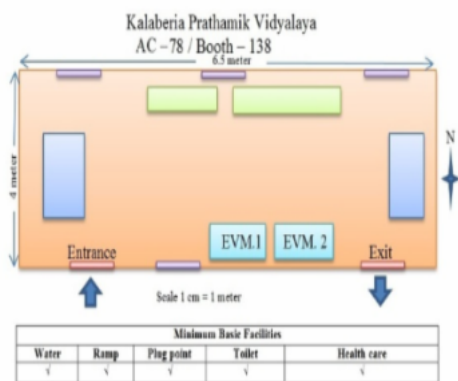 Kalaberia Prathamik Vidyalaya
AC –78 / Booth – 138
6.5 meter
4 meter
N
EVM.1 EVM. 2
Entrance Exit
Scale 1 cm = 1 meter
Minimum Basic Facilities
Water Ramp Plug point Toilet Health care
√ √ √ √ √